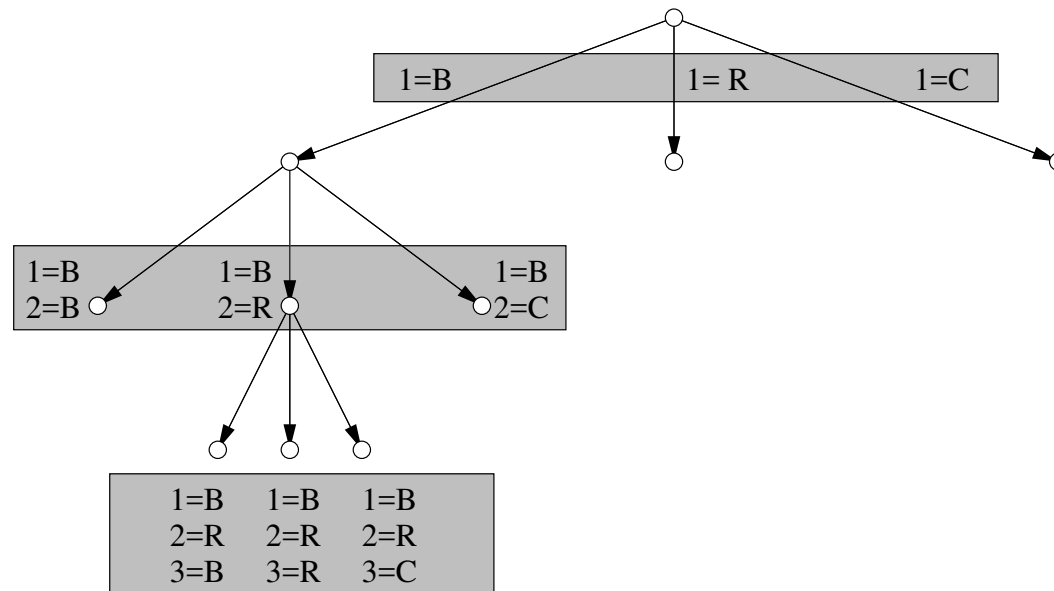 1=B 1= R 1=C
1=B 1=B 1=B
2=B 2=R 2=C
1=B 1=B 1=B
2=R 2=R 2=R
3=B 3=R 3=C